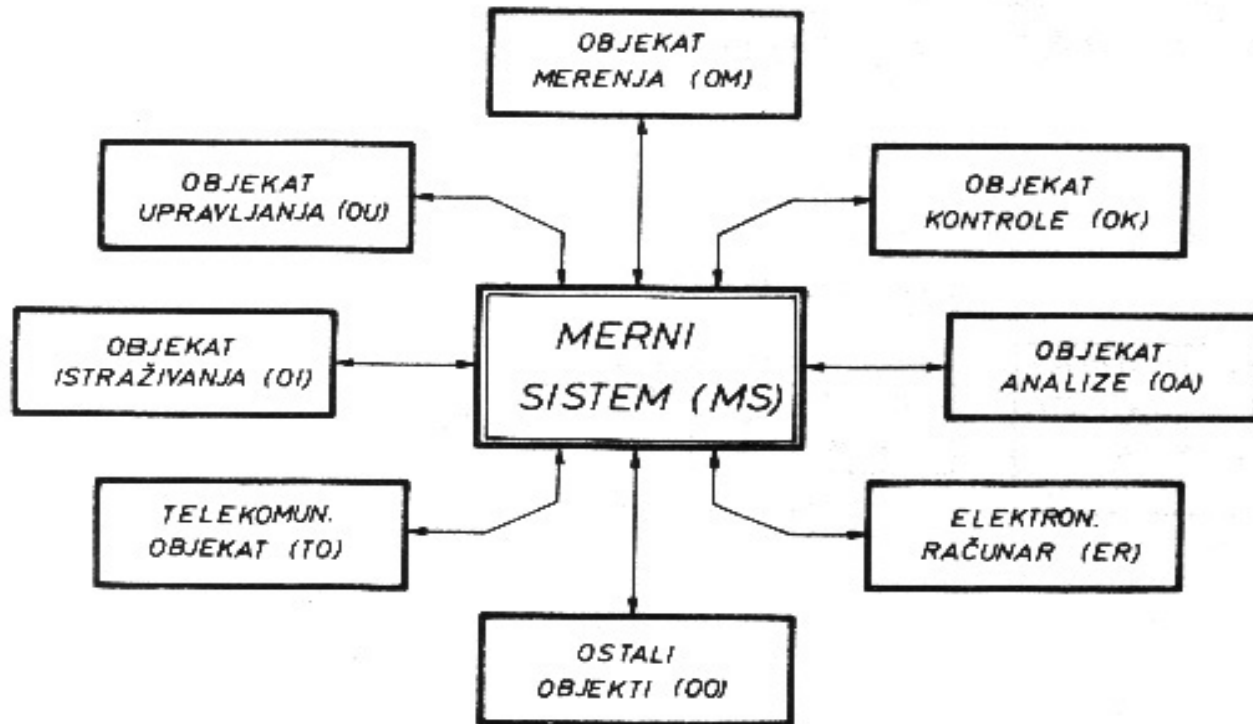 OBJEKAT
MERENJA (OM)
OBJEKAT
UPRAVLJANJA (OU)
OBJEKAT
KONTROLE (OK)
MERNI
SISTEM (MS)
OBJEKAT
ISTRAŽIVANJA (OI)
OBJEKAT
ANALIZE (OA)
TELEKOMUN.
OBJEKAT (TO)
ELEKTRON.
RAČUNAR (ER)
OSTALI
OBJEKTI (OO)